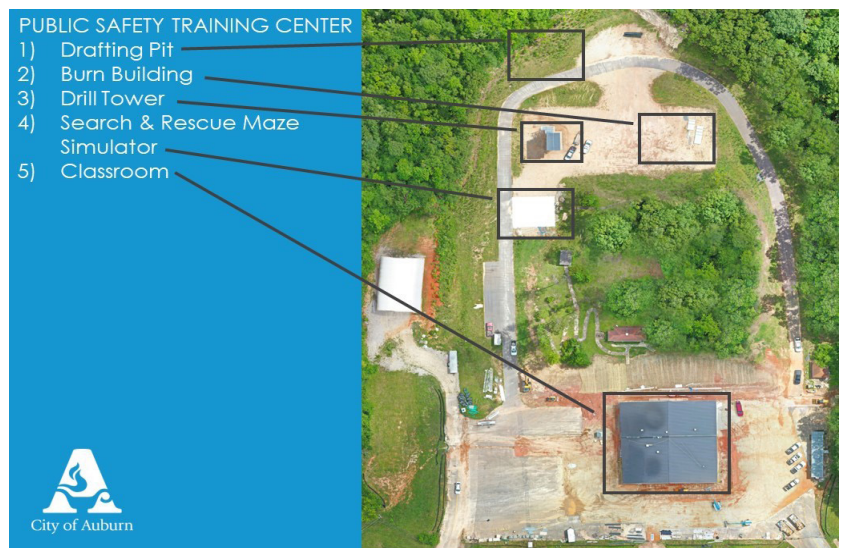 PUBLIC SAFETY TRAINING CENTER
1) Drafting Pit
2) Burn Building
3) Drill Tower
4) Search & Rescue Maze
Simulator
5) Classroom
City of Auburn